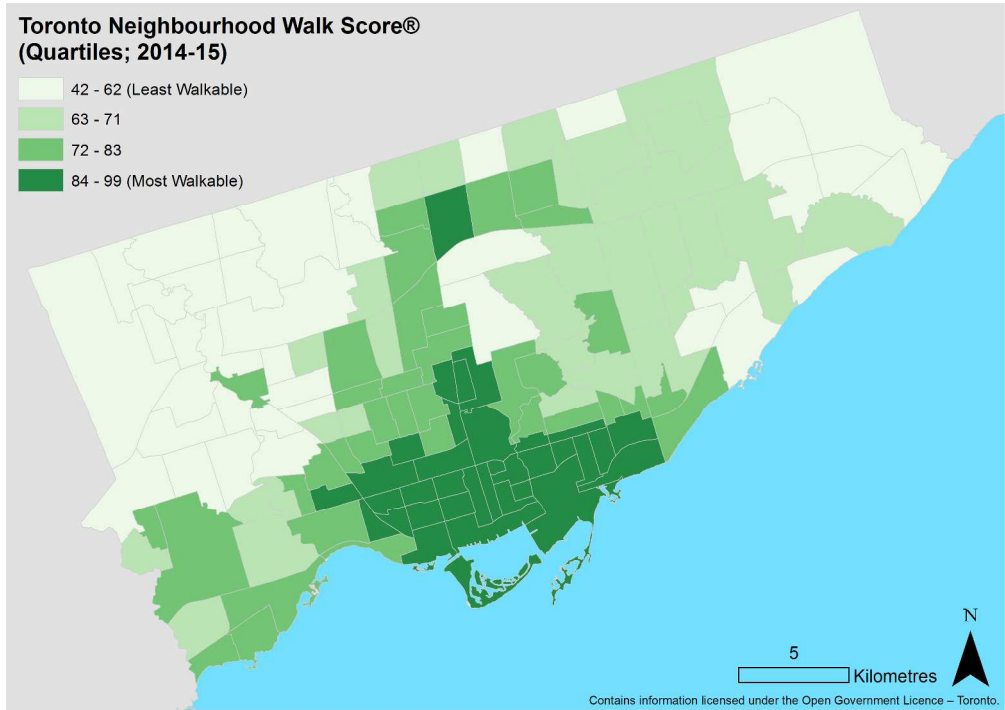 Toronto Neighbourhood Walk Score®
(Quartiles; 2014-15)
42 - 62 (Least Walkable)
63 - 71
72 - 83
84 - 99 (Most Walkable)
N
5
Kilometres
Contains information licensed under the Open Government Licence – Toronto.